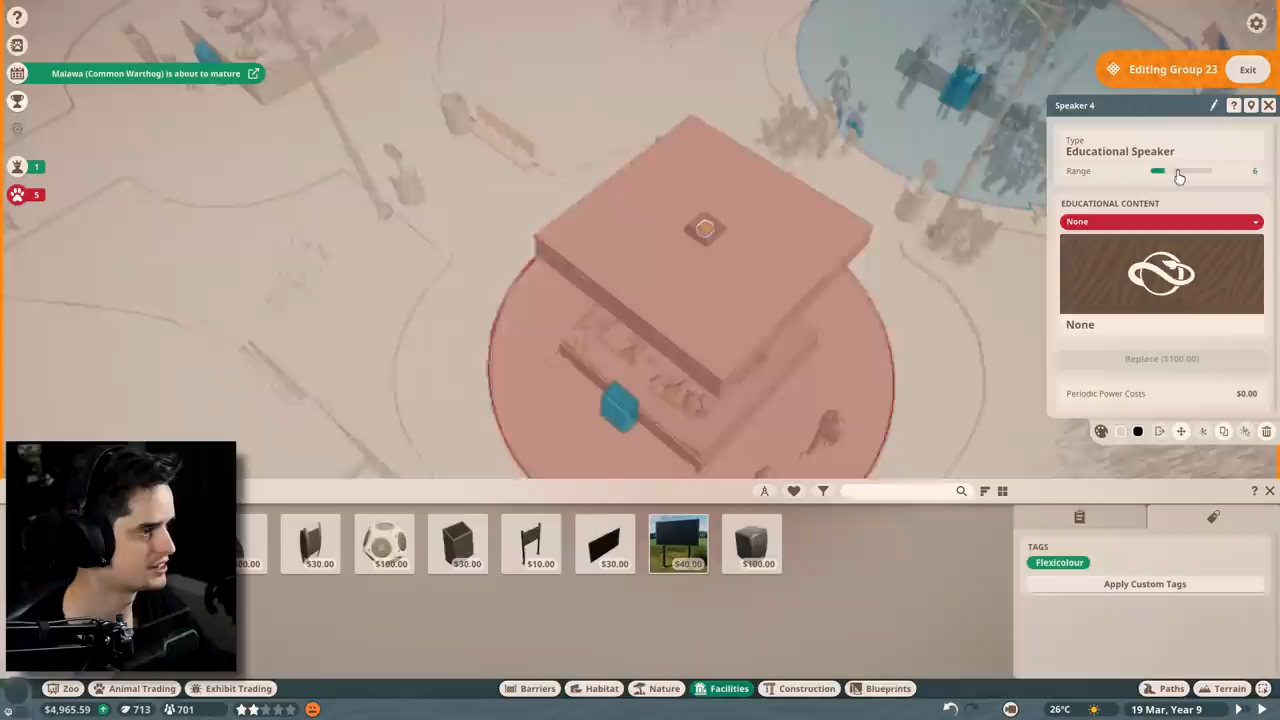 ?
Malawa (Common Warthog) is about to mature
1
5
Editing Group 23
Exit
Speaker 4
?
Type
Educational Speaker
Range
6
EDUCATIONAL CONTENT
None
None
Replace ($100.00)
Periodic Power Costs
$0.00
?
$30.00
$100.00
$30.00
$10.00
$30.00
$40.00
$100.00
TAGS
Flexicolour
Apply Custom Tags
Zoo
Animal Trading
Exhibit Trading
Barriers
Habitat
Nature
Facilities
Construction
Blueprints
Paths
Terrain
$4,965.59
713
701
26°C
19 Mar, Year 9